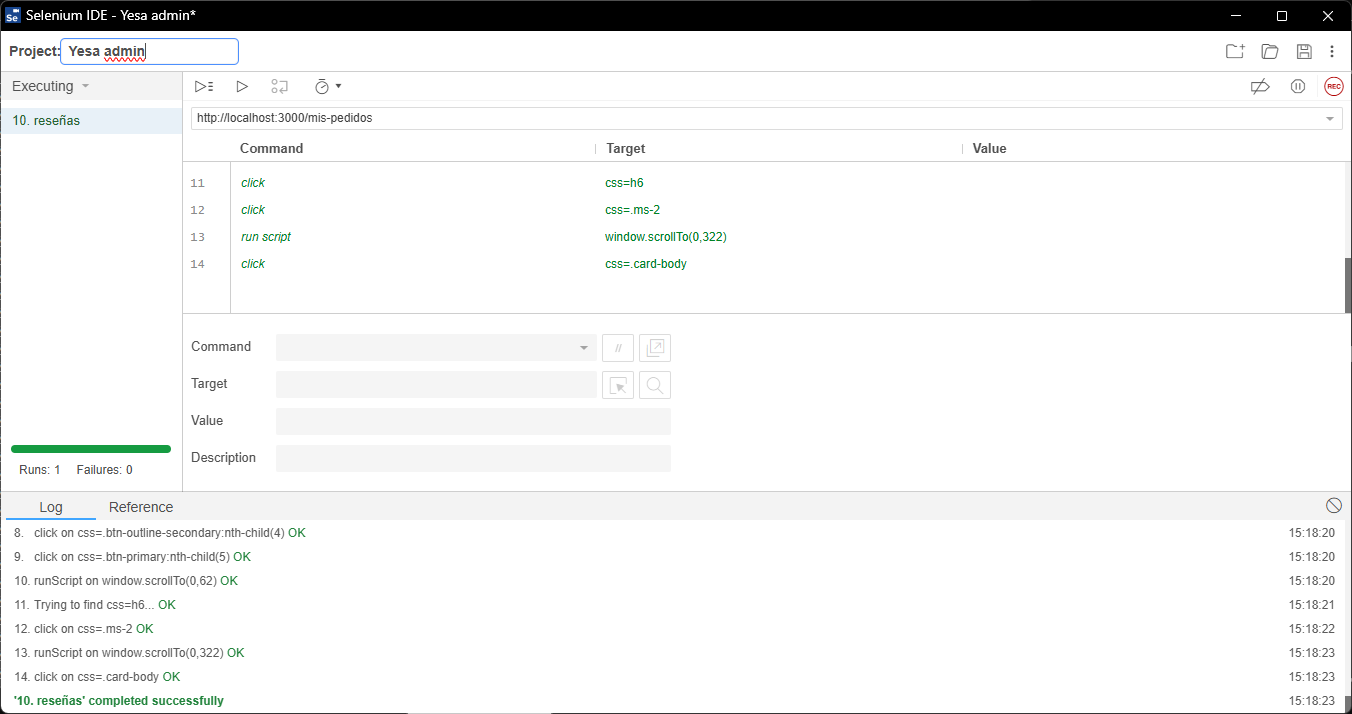 Selenium IDE - Yesa admin*
Project: Yesa admin
Executing
REC
10. reseñas
http://localhost:3000/mis-pedidos
Command Target Value
11 click css=h6
12 click css=.ms-2
13 run script window.scrollTo(0,322)
14 click css=.card-body
Command //
Target
Value
Description
Runs: 1 Failures: 0
Log Reference
8. click on css=.btn-outline-secondary:nth-child(4) OK 15:18:20
9. click on css=.btn-primary:nth-child(5) OK 15:18:20
10. runScript on window.scrollTo(0,62) OK 15:18:20
11. Trying to find css=h6... OK 15:18:21
12. click on css=.ms-2 OK 15:18:22
13. runScript on window.scrollTo(0,322) OK 15:18:23
14. click on css=.card-body OK 15:18:23
'10. reseñas' completed successfully 15:18:23